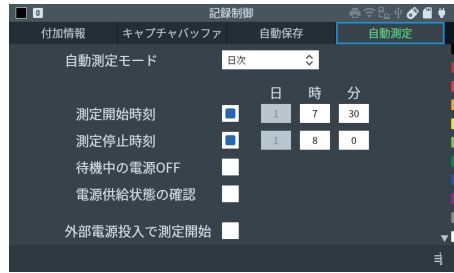 0 記録制御
付加情報 キャプチャバッファ 自動保存 自動測定
自動測定モード 日次
日 時 分
測定開始時刻 1 7 30
測定停止時刻 1 8 0
待機中の電源OFF
電源供給状態の確認
外部電源投入で測定開始